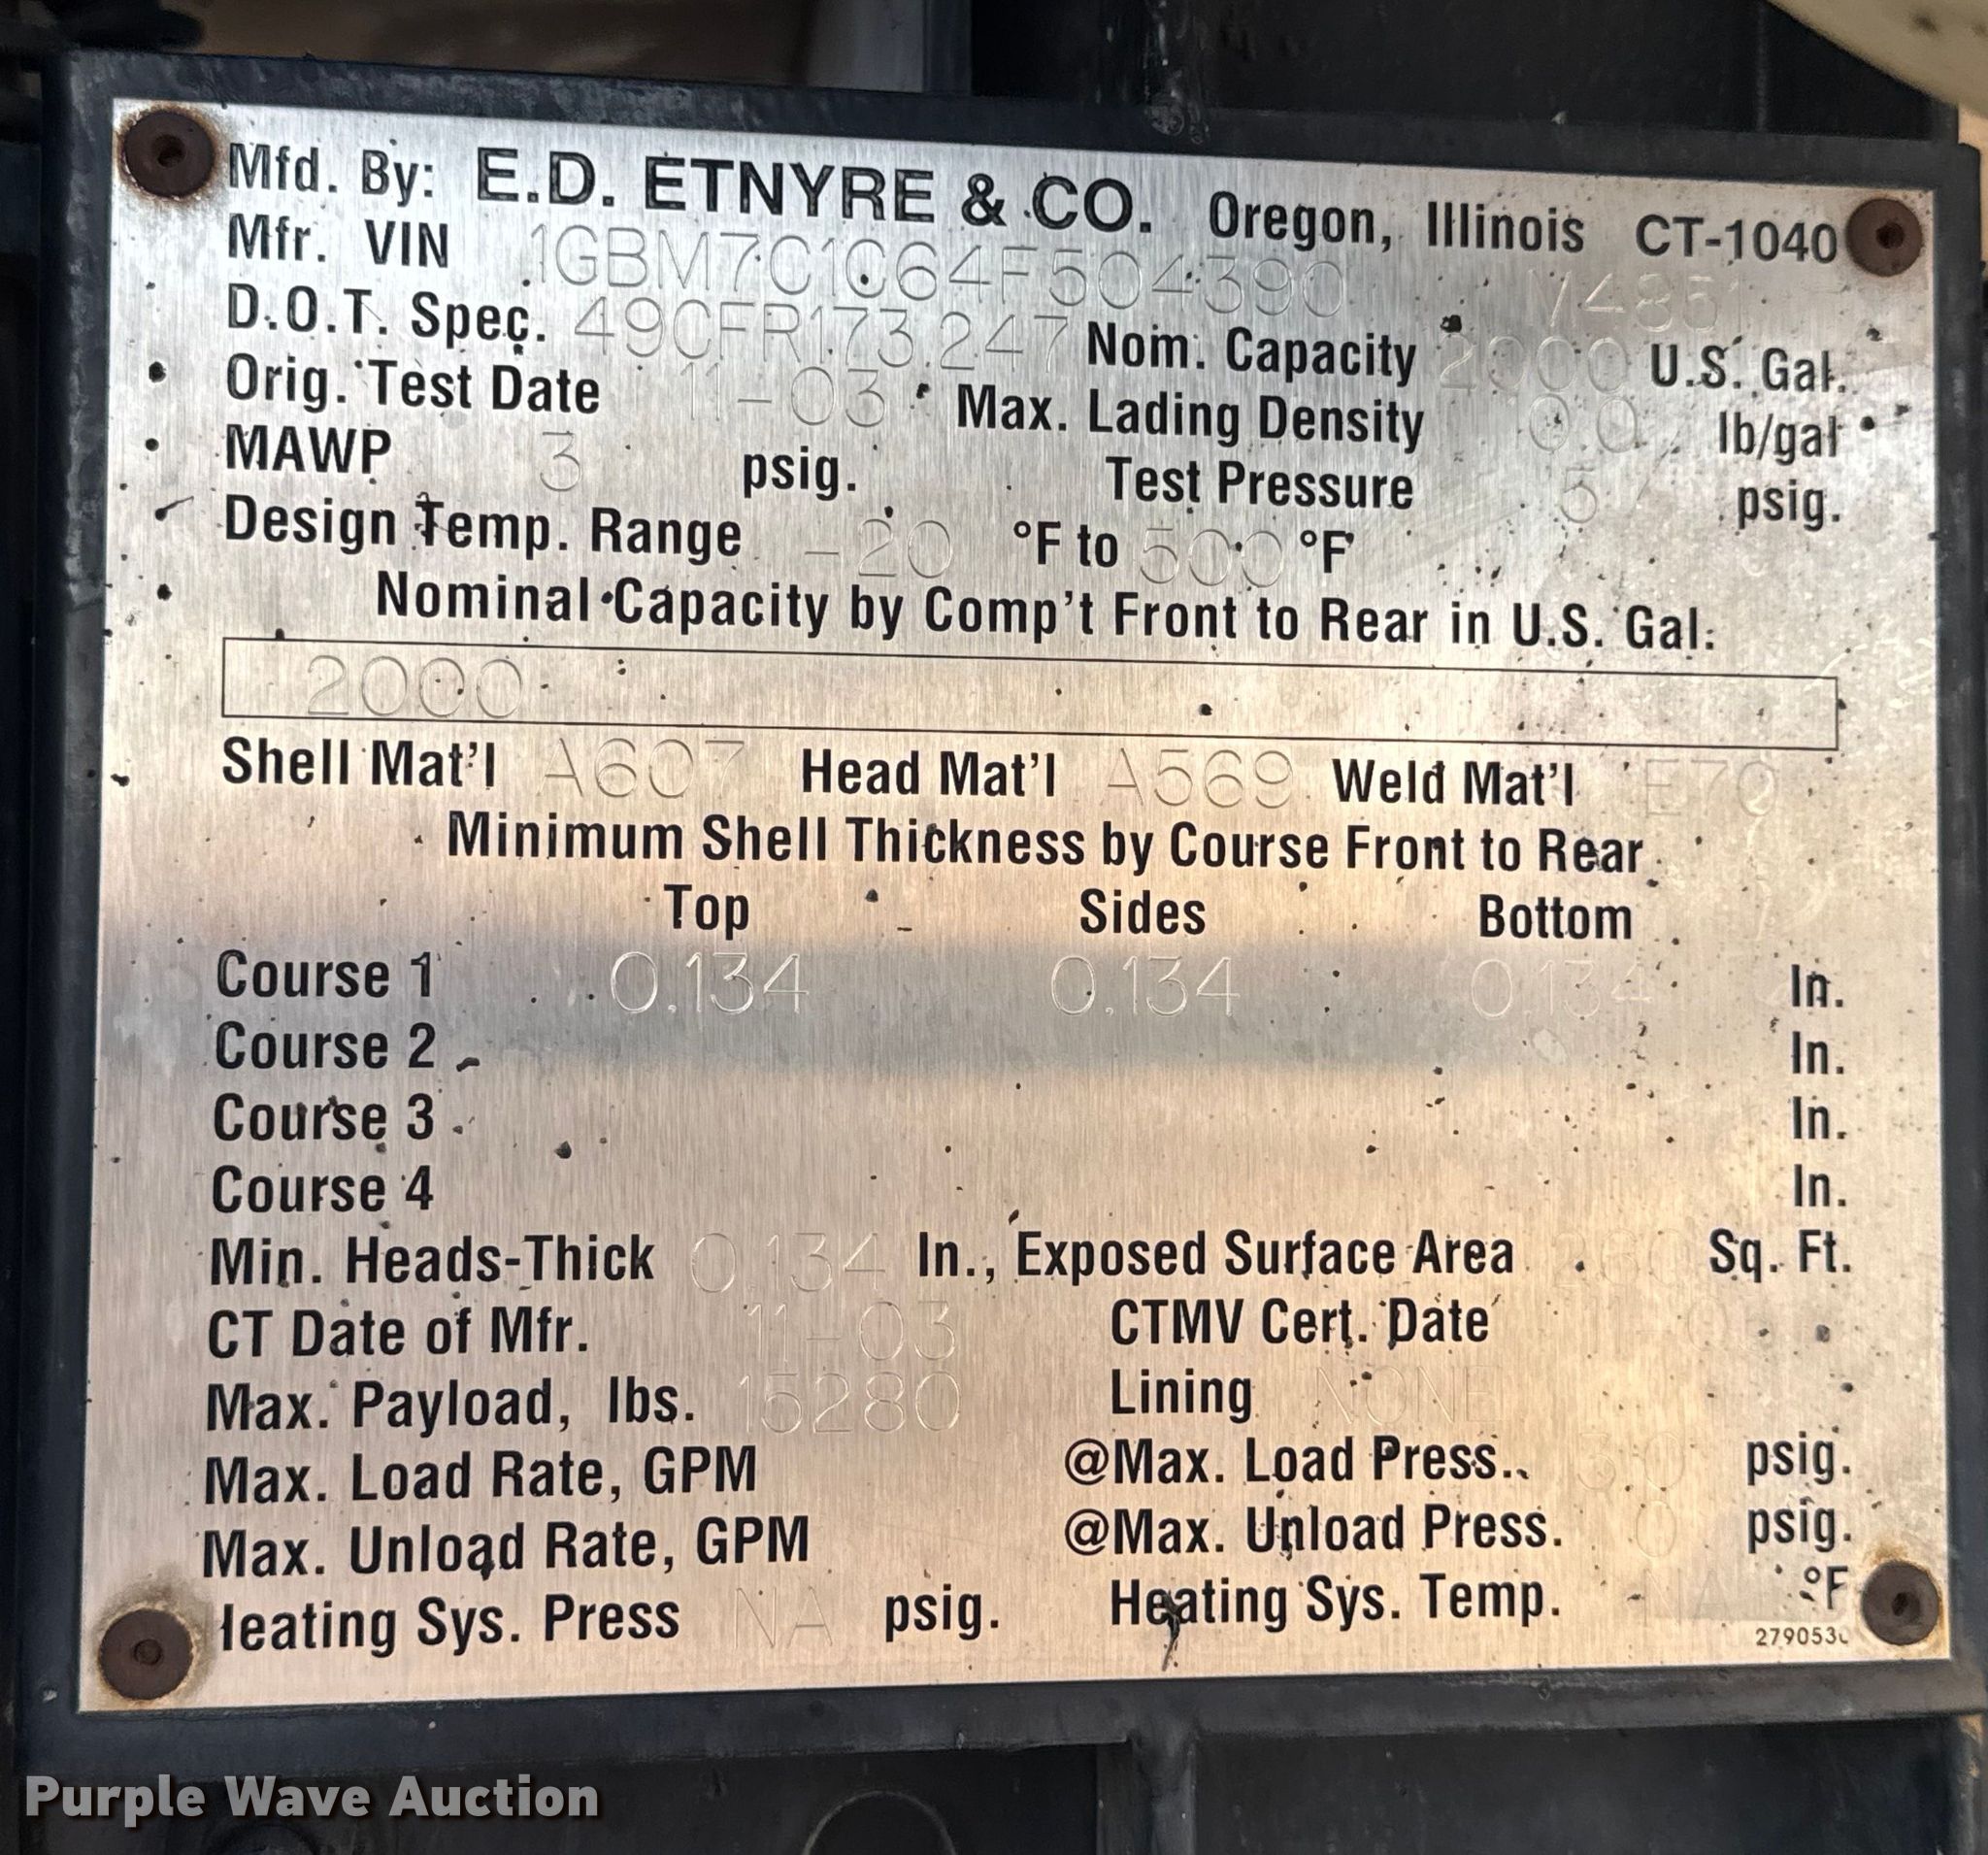 Mfd. By: E.D. ETNYRE & CO. Oregon, Illinois CT-1040
Mfr. VIN 1GBM7C1C64F504390
D.O.T. Spec. 49CFR173.247 Nom. Capacity 2000 U.S. Gal.
Orig. Test Date 11-03 Max. Lading Density lb/gal
MAWP 3 psig. Test Pressure 3 psig.
Design Temp. Range -20 °F to 500 °F
Nominal Capacity by Comp't Front to Rear in U.S. Gal.
2000
Shell Mat'l A607 Head Mat'l A569 Weld Mat'l E70
Minimum Shell Thickness by Course Front to Rear
Top Sides Bottom
Course 1 0.134 0.134 0.134 In.
Course 2 In.
Course 3 In.
Course 4 In.
Min. Heads-Thick 0.134 In., Exposed Surface Area Sq. Ft.
CT Date of Mfr. 11-03 CTMV Cert. Date
Max. Payload, lbs. 15280 Lining NONE
Max. Load Rate, GPM @Max. Load Press. psig.
Max. Unload Rate, GPM @Max. Unload Press. 0 psig.
Heating Sys. Press NA psig. Heating Sys. Temp. NA °F
Purple Wave Auction